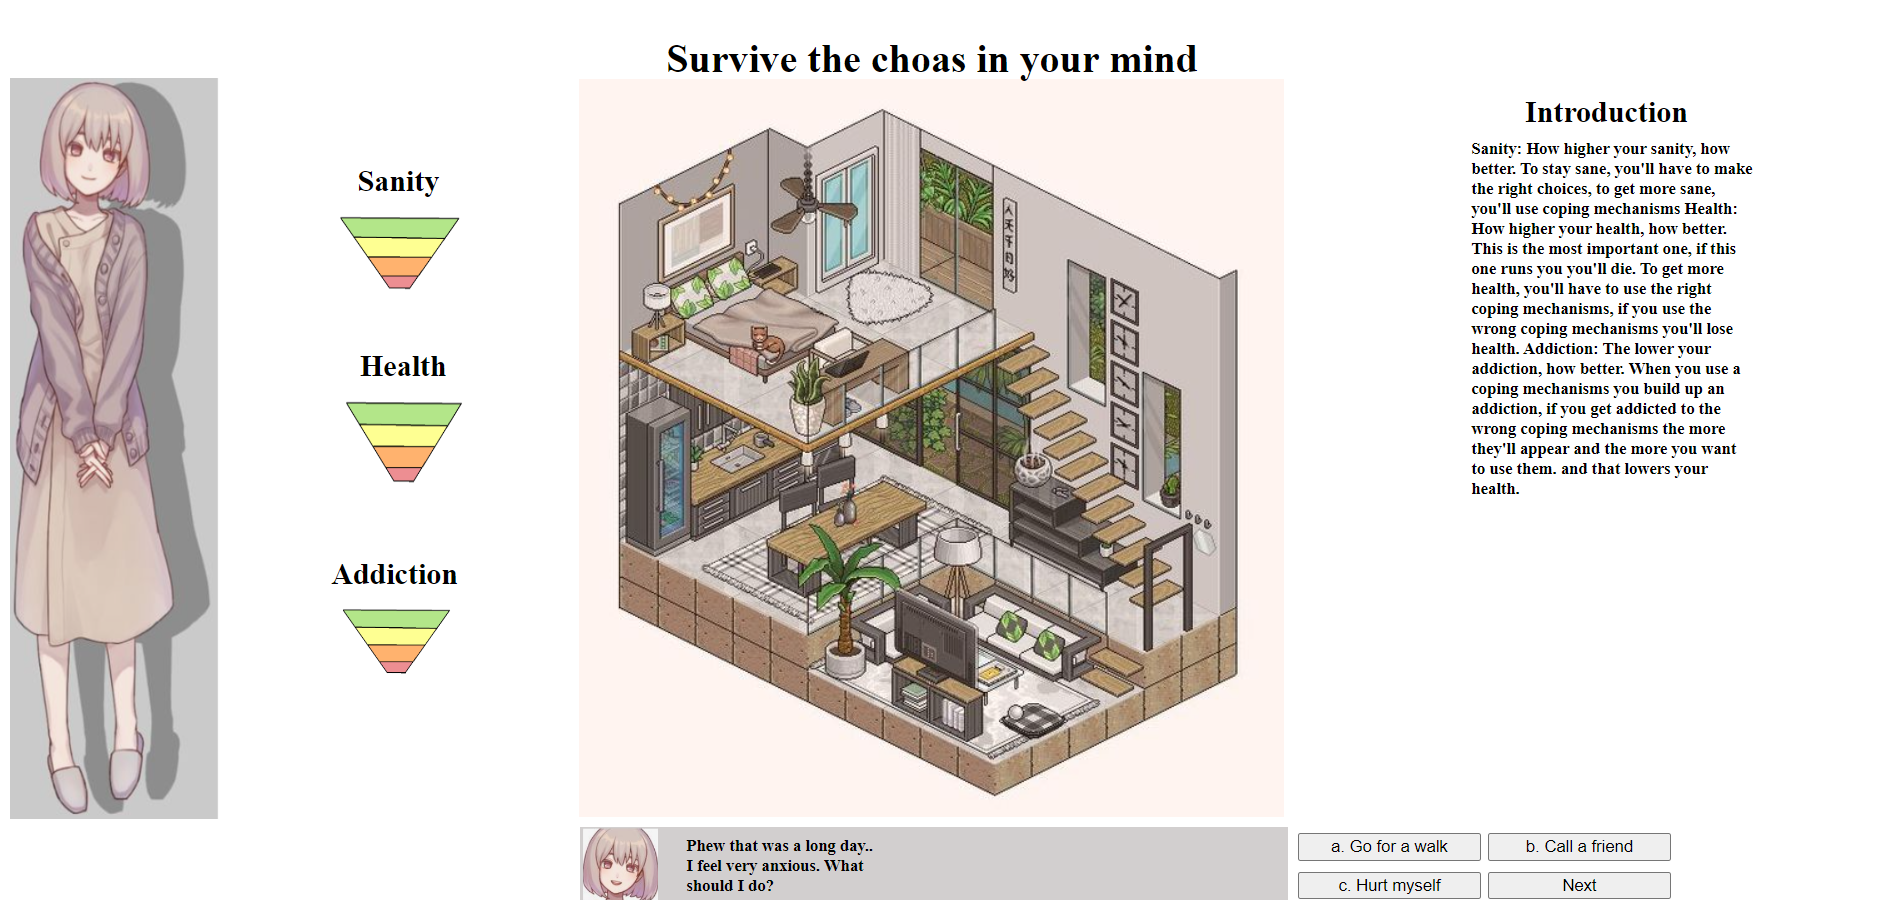 Survive the choas in your mind
Sanity
Health
Addiction
Introduction
Sanity: How higher your sanity, how
better. To stay sane, you'll have to make
the right choices, to get more sane,
you'll use coping mechanisms Health:
How higher your health, how better.
This is the most important one, if this
one runs you you'll die. To get more
health, you'll have to use the right
coping mechanisms, if you use the
wrong coping mechanisms you'll lose
health. Addiction: The lower your
addiction, how better. When you use a
coping mechanisms you build up an
addiction, if you get addicted to the
wrong coping mechanisms the more
they'll appear and the more you want
to use them. and that lowers your
health.
Phew that was a long day..
I feel very anxious. What
should I do?
a. Go for a walk
b. Call a friend
c. Hurt myself
Next